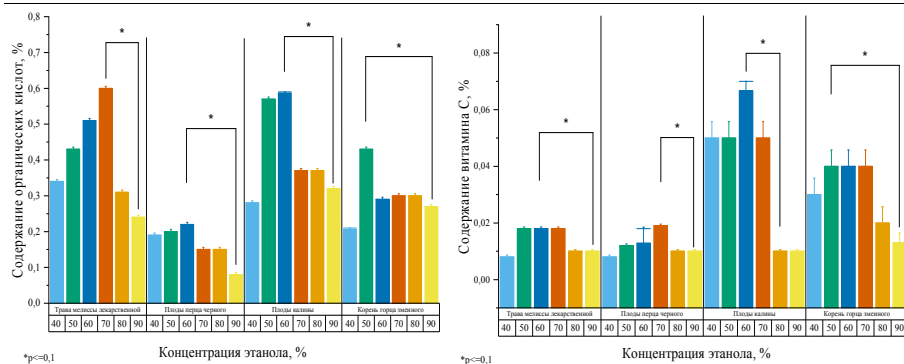 Содержание органических кислот, %
0,8
0,7
0,6
0,5
0,4
0,3
0,2
0,1
0,0
* * * *
Трава мелиссы лекарственной Плоды перца черного Плоды калины Корень горца змеиного
40 50 60 70 80 90 40 50 60 70 80 90 40 50 60 70 80 90 40 50 60 70 80 90
Концентрация этанола, %
*p<=0,1
Содержание витамина С, %
0,08
0,06
0,04
0,02
0,00
* * * *
Трава мелиссы лекарственной Плоды перца черного Плоды калины Корень горца змеиного
40 50 60 70 80 90 40 50 60 70 80 90 40 50 60 70 80 90 40 50 60 70 80 90
Концентрация этанола, %
*p<=0,1